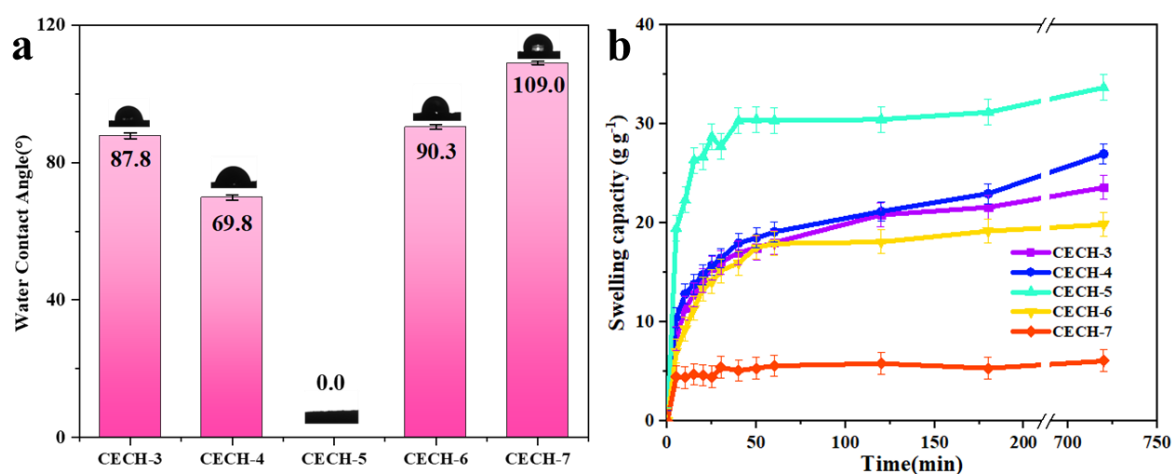 a
Water Contact Angle(°)
120
80
40
0
87.8
69.8
0.0
90.3
109.0
CECH-3
CECH-4
CECH-5
CECH-6
CECH-7
b
Swelling capacity (g g⁻¹)
40
30
20
10
0
CECH-3
CECH-4
CECH-5
CECH-6
CECH-7
0
50
100
150
200
700
750
Time(min)